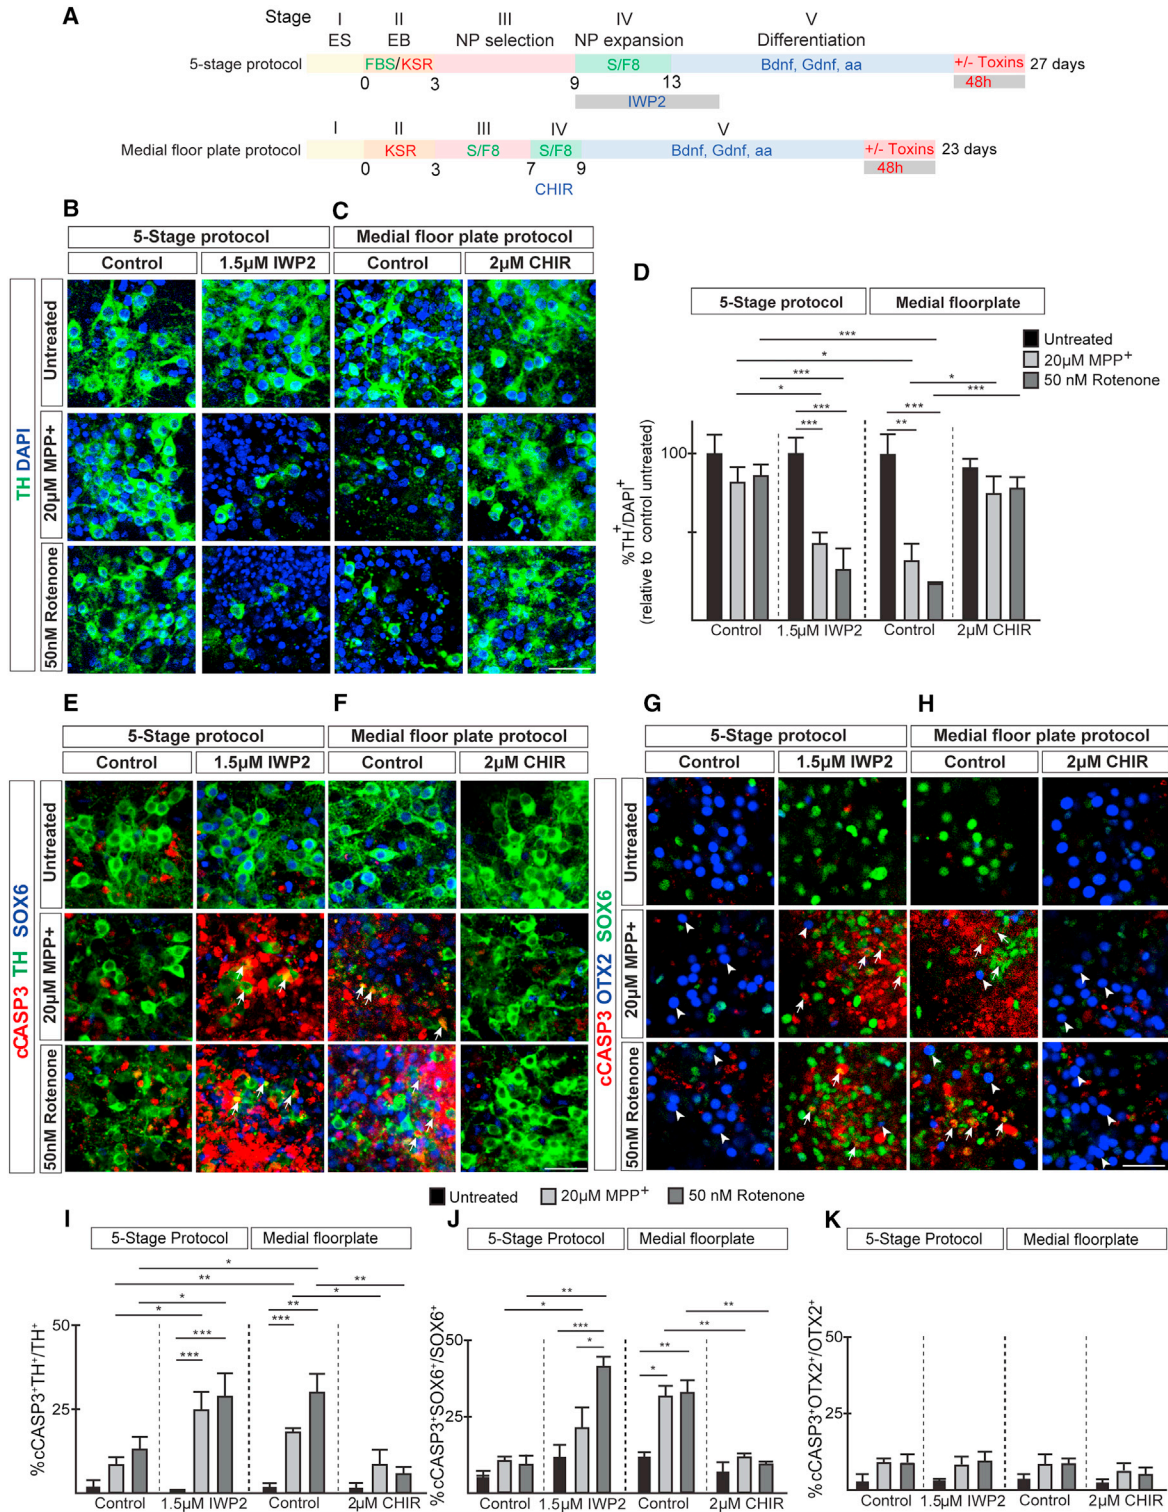 A
Stage I II III IV V
ES EB NP selection NP expansion Differentiation
5-stage protocol FBS/KSR S/F8 Bdnf, Gdnf, aa +/- Toxins 27 days
0 3 9 13 48h
IWP2
I II III IV V
Medial floor plate protocol KSR S/F8 S/F8 Bdnf, Gdnf, aa +/- Toxins 23 days
0 3 7 9 48h
CHIR
B C
5-Stage protocol Medial floor plate protocol
Control 1.5µM IWP2 Control 2µM CHIR
TH DAPI
Untreated
20µM MPP+
50nM Rotenone
D
5-Stage protocol Medial floorplate
Untreated
20µM MPP+
50 nM Rotenone
***
*
*** *
* ***
*** ***
*** **
100
%TH+/DAPI+
(relative to control untreated)
Control 1.5µM IWP2 Control 2µM CHIR
E F
5-Stage protocol Medial floor plate protocol
Control 1.5µM IWP2 Control 2µM CHIR
cCASP3 TH SOX6
Untreated
20µM MPP+
50nM Rotenone
G H
5-Stage protocol Medial floor plate protocol
Control 1.5µM IWP2 Control 2µM CHIR
cCASP3 OTX2 SOX6
Untreated
20µM MPP+
50nM Rotenone
Untreated 20µM MPP+ 50 nM Rotenone
I
5-Stage Protocol Medial floorplate
*
** **
* *
* **
*** ***
***
50
25
%cCASP3+TH+/TH+
Control 1.5µM IWP2 Control 2µM CHIR
J
5-Stage Protocol Medial floorplate
** **
*
*** **
* **
*
50
25
%cCASP3+SOX6+/SOX6+
Control 1.5µM IWP2 Control 2µM CHIR
K
5-Stage Protocol Medial floorplate
50
25
%cCASP3+OTX2+/OTX2+
Control 1.5µM IWP2 Control 2µM CHIR